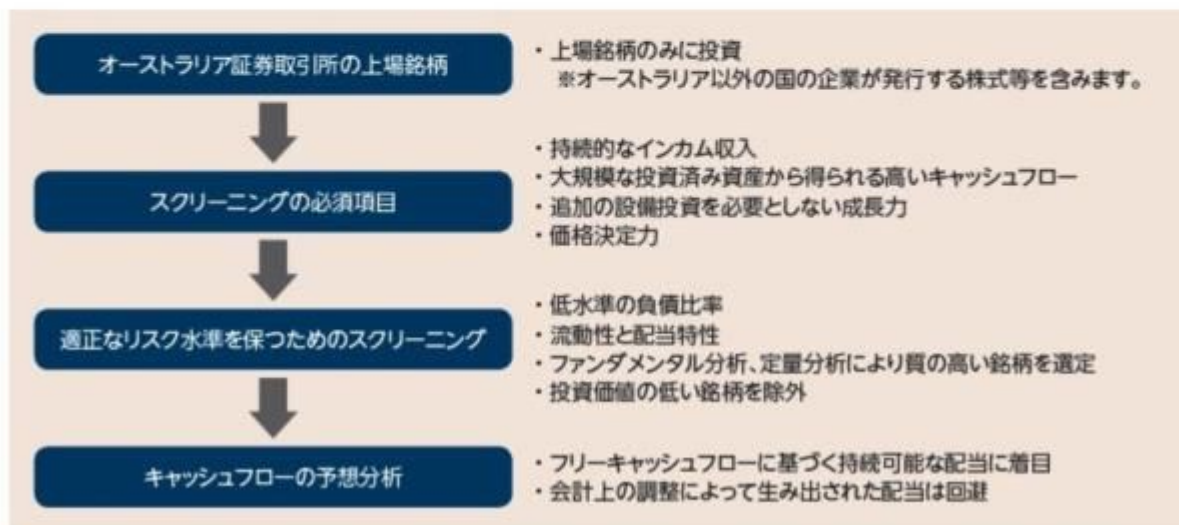 オーストラリア証券取引所の上場銘柄
・上場銘柄のみに投資
※オーストラリア以外の国の企業が発行する株式等を含みます。
スクリーニングの必須項目
・持続的なインカム収入
・大規模な投資済み資産から得られる高いキャッシュフロー
・追加の設備投資を必要としない成長力
・価格決定力
適正なリスク水準を保つためのスクリーニング
・低水準の負債比率
・流動性と配当特性
・ファンダメンタル分析、定量分析により質の高い銘柄を選定
・投資価値の低い銘柄を除外
キャッシュフローの予想分析
・フリーキャッシュフローに基づく持続可能な配当に着目
・会計上の調整によって生み出された配当は回避